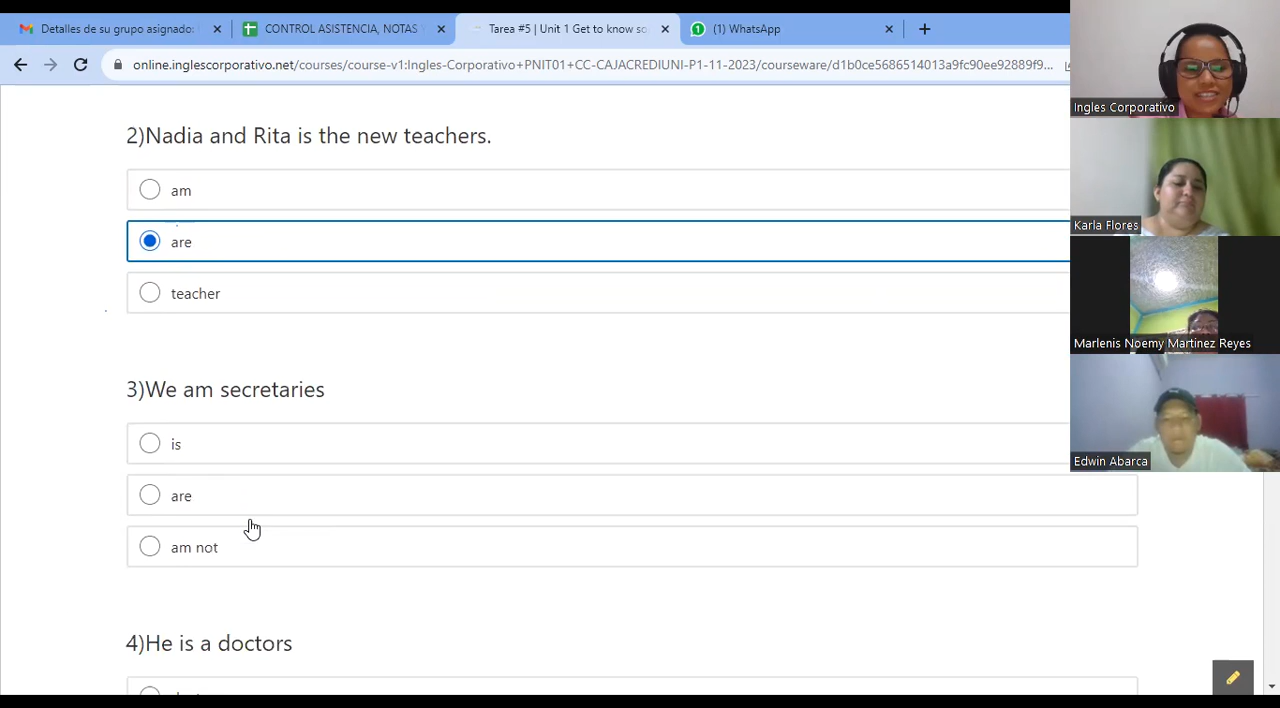 Detalles de su grupo asignado:
CONTROL ASISTENCIA, NOTAS
Tarea #5 | Unit 1 Get to know so
(1) WhatsApp
online.inglescorporativo.net/courses/course-v1:Ingles-Corporativo+PNIT01+CC-CAJACREDIUNI-P1-11-2023/courseware/d1b0ce5686514013a9fc90ee92889f9...
2)Nadia and Rita is the new teachers.
am
are
teacher
3)We am secretaries
is
are
am not
4)He is a doctors
Ingles Corporativo
Karla Flores
Marlenis Noemy Martinez Reyes
Edwin Abarca